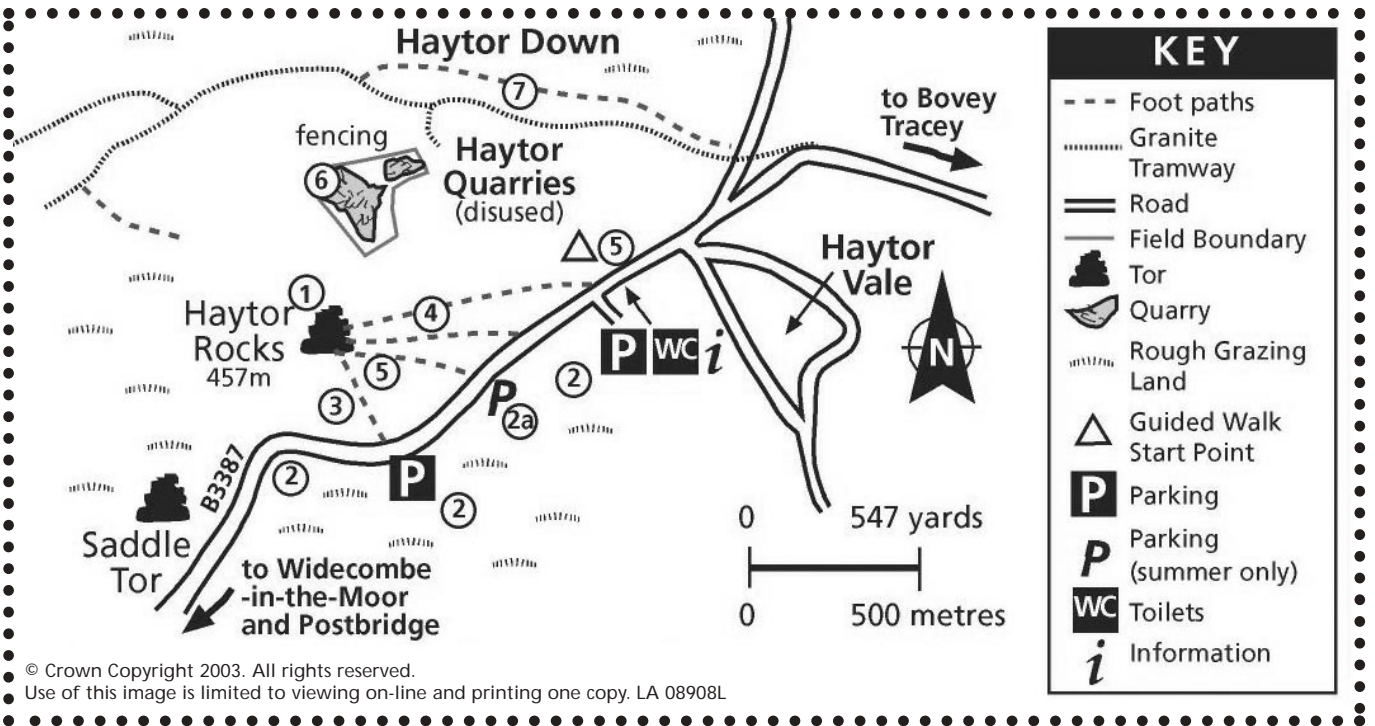 Haytor Down
7
to Bovey
Tracey
fencing
6
Haytor
Quarries
(disused)
5
Haytor
Vale
1
Haytor
Rocks
457m
4
P WC i
N
5
2
3
P
2a
B3387
2
P
2
Saddle
Tor
0 547 yards
0 500 metres
to Widecombe
-in-the-Moor
and Postbridge
KEY
Foot paths
Granite
Tramway
Road
Field Boundary
Tor
Quarry
Rough Grazing
Land
Guided Walk
Start Point
P Parking
P Parking
(summer only)
WC Toilets
i Information
© Crown Copyright 2003. All rights reserved.
Use of this image is limited to viewing on-line and printing one copy. LA 08908L